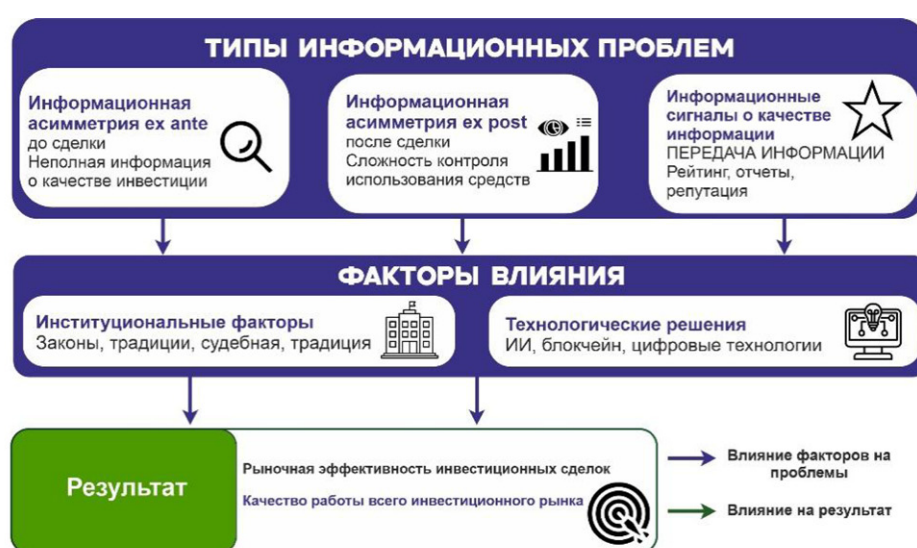 ТИПЫ ИНФОРМАЦИОННЫХ ПРОБЛЕМ
Информационная
асимметрия ex ante
до сделки
Неполная информация
о качестве инвестиции
Информационная
асимметрия ex post
после сделки
Сложность контроля
использования средств
Информационные
сигналы о качестве
информации
ПЕРЕДАЧА ИНФОРМАЦИИ
Рейтинг, отчеты,
репутация
ФАКТОРЫ ВЛИЯНИЯ
Институциональные факторы
Законы, традиции, судебная, традиция
Технологические решения
ИИ, блокчейн, цифровые технологии
Результат
Рыночная эффективность инвестиционных сделок
Качество работы всего инвестиционного рынка
Влияние факторов на
проблемы
Влияние на результат